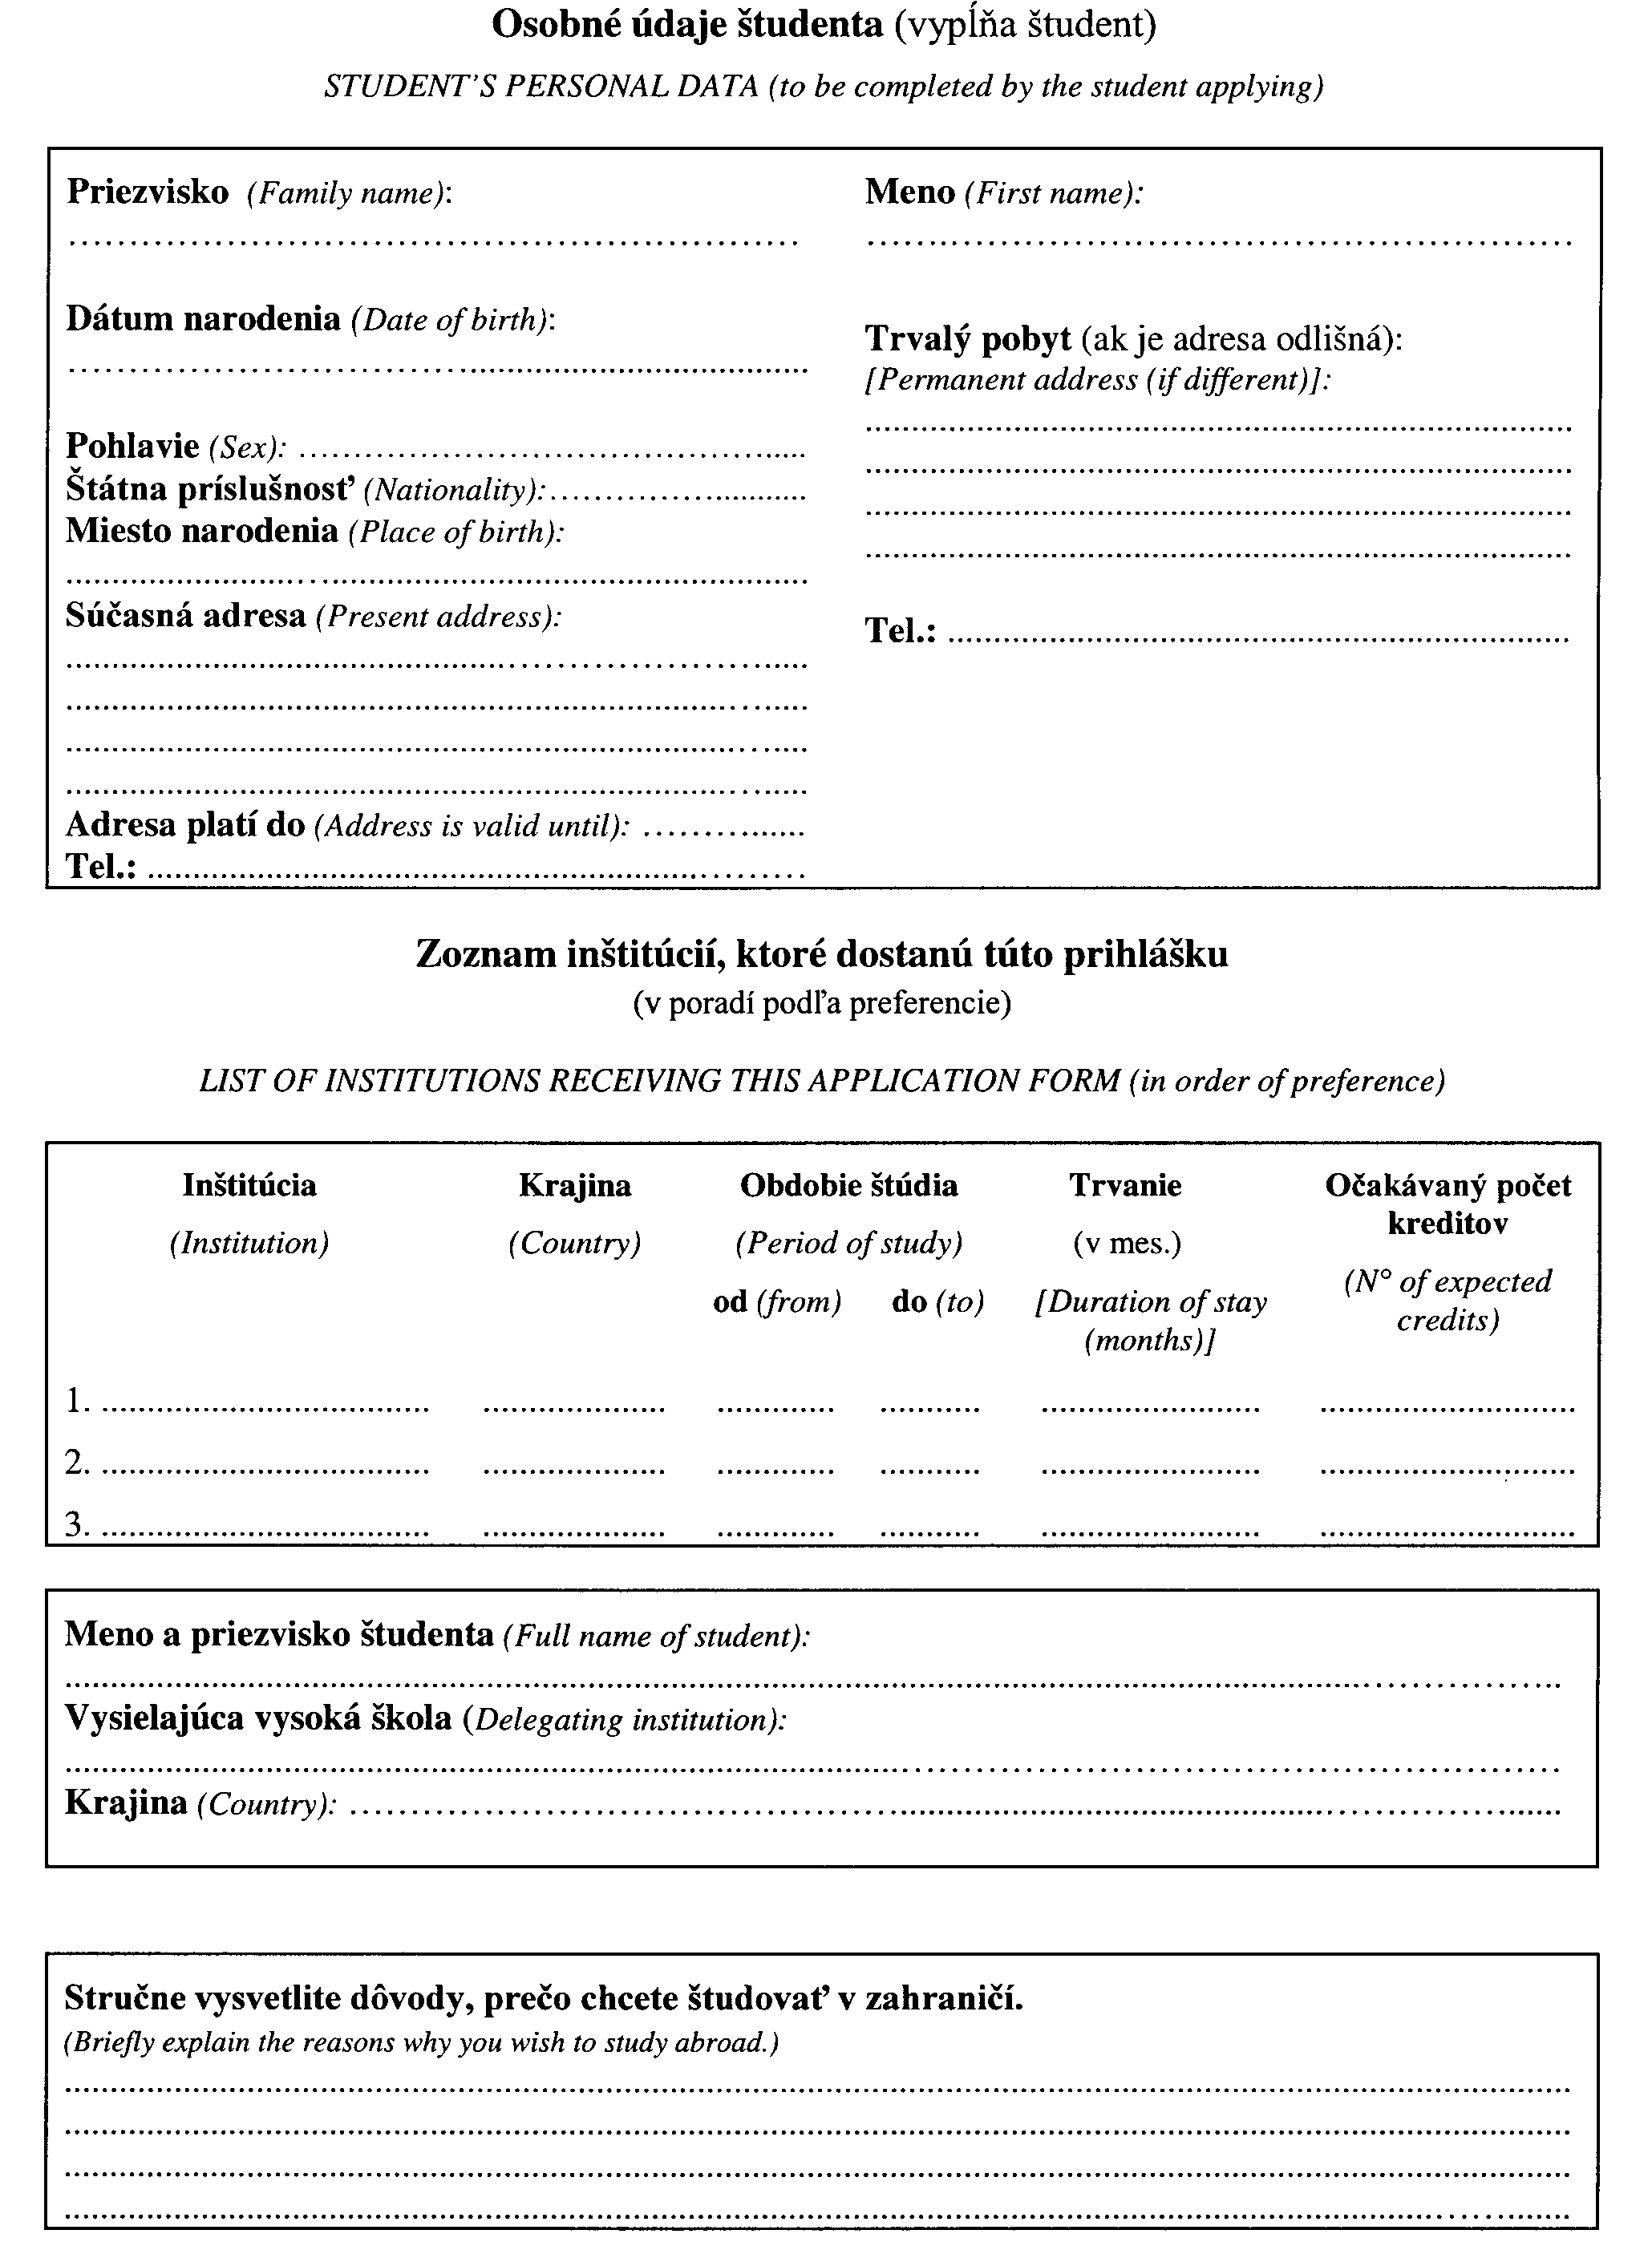 Osobné údaje študenta (vypĺňa študent)
STUDENT'S PERSONAL DATA (to be completed by the student applying)
Priezvisko (Family name):
..............................
Dátum narodenia (Date of birth):
..............................
Pohlavie (Sex): ..............................
Štátna príslušnosť (Nationality):..............................
Miesto narodenia (Place of birth):
..............................
Súčasná adresa (Present address):
..............................
..............................
..............................
..............................
Adresa platí do (Address is valid until): ..............
Tel.: ..............................
Meno (First name):
..............................
Trvalý pobyt (ak je adresa odlišná):
[Permanent address (if different)]:
..............................
..............................
..............................
..............................
Tel.: ..............................
Zoznam inštitúcií, ktoré dostanú túto prihlášku
(v poradí podľa preferencie)
LIST OF INSTITUTIONS RECEIVING THIS APPLICATION FORM (in order of preference)
Inštitúcia Krajina Obdobie štúdia Trvanie Očakávaný počet
kreditov
(Institution) (Country) (Period of study) (v mes.)
(N° of expected
od (from) do (to) [Duration of stay
credits)
(months)]
1. .............................. .................... ............. ........... .................... ....................
2. .............................. .................... ............. ........... .................... ....................
3. .............................. .................... ............. ........... .................... ....................
Meno a priezvisko študenta (Full name of student):
..............................
Vysielajúca vysoká škola (Delegating institution):
..............................
Krajina (Country): ..............................
Stručne vysvetlite dôvody, prečo chcete študovať v zahraničí.
(Briefly explain the reasons why you wish to study abroad.)
..............................
..............................
..............................
..............................